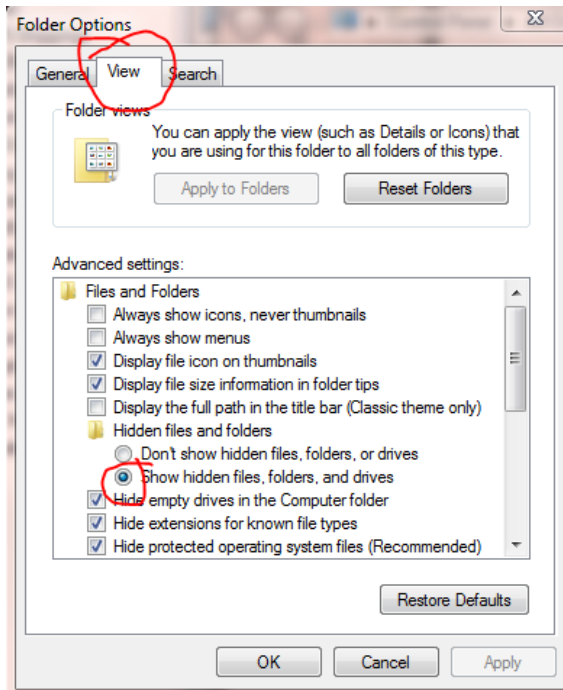 Folder Options
General View Search
Folder views
You can apply the view (such as Details or Icons) that
you are using for this folder to all folders of this type.
Apply to Folders Reset Folders
Advanced settings:
Files and Folders
Always show icons, never thumbnails
Always show menus
Display file icon on thumbnails
Display file size information in folder tips
Display the full path in the title bar (Classic theme only)
Hidden files and folders
Don't show hidden files, folders, or drives
Show hidden files, folders, and drives
Hide empty drives in the Computer folder
Hide extensions for known file types
Hide protected operating system files (Recommended)
Restore Defaults
OK Cancel Apply